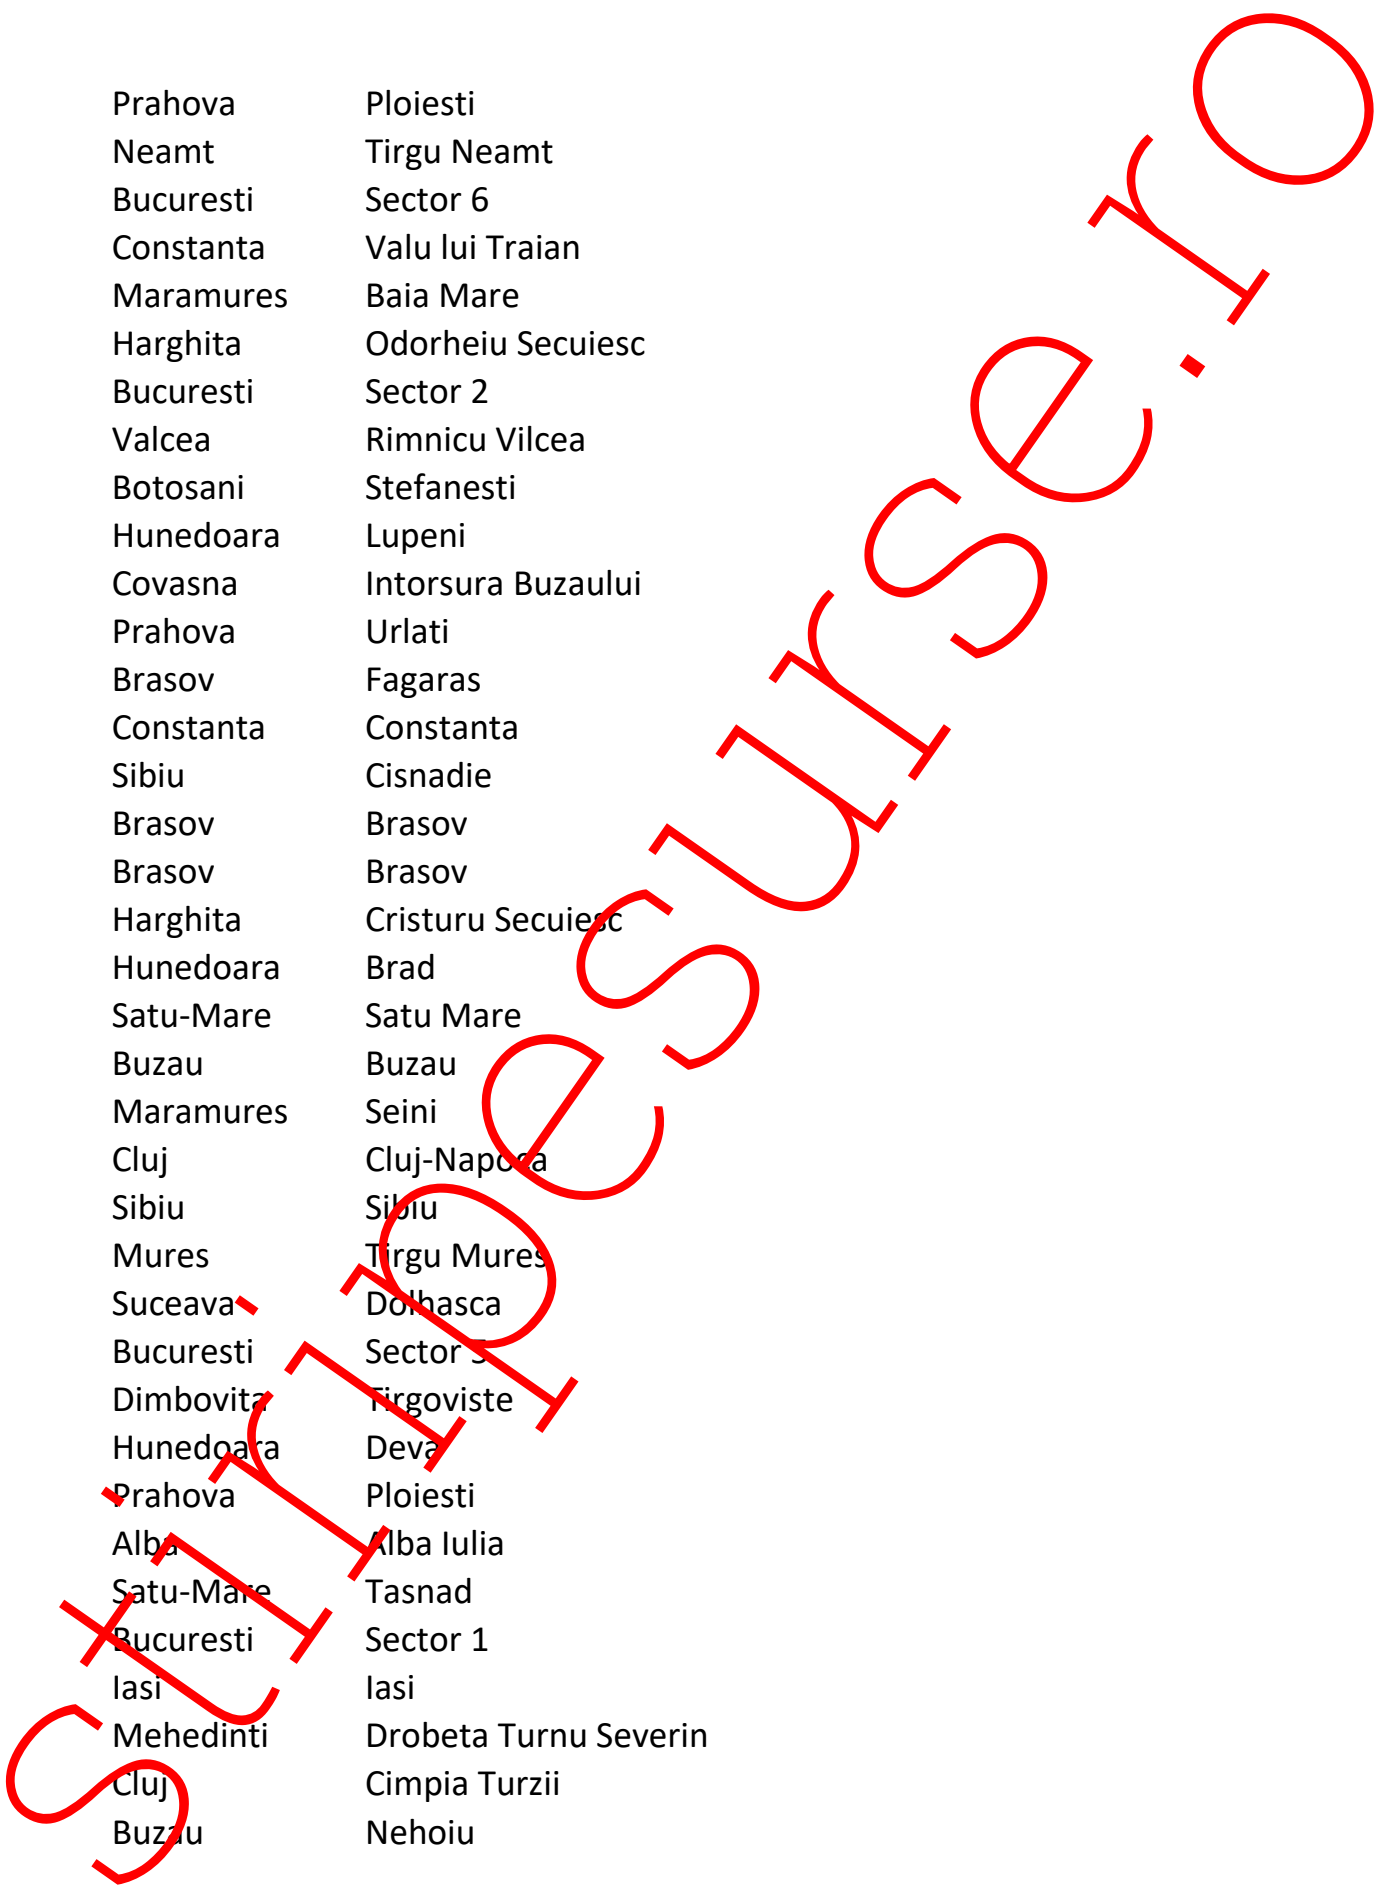 Prahova Ploiesti
Neamt Tirgu Neamt
Bucuresti Sector 6
Constanta Valu lui Traian
Maramures Baia Mare
Harghita Odorheiu Secuiesc
Bucuresti Sector 2
Valcea Rimnicu Vilcea
Botosani Stefanesti
Hunedoara Lupeni
Covasna Intorsura Buzaului
Prahova Urlati
Brasov Fagaras
Constanta Constanta
Sibiu Cisnadie
Brasov Brasov
Brasov Brasov
Harghita Cristuru Secuiesc
Hunedoara Brad
Satu-Mare Satu Mare
Buzau Buzau
Maramures Seini
Cluj Cluj-Napoca
Sibiu Sibiu
Mures Tirgu Mures
Suceava Dolhasca
Bucuresti Sector
Dimbovita Tirgoviste
Hunedoara Deva
Prahova Ploiesti
Alba Alba Iulia
Satu-Mare Tasnad
Bucuresti Sector 1
Iasi Iasi
Mehedinti Drobeta Turnu Severin
Cluj Cimpia Turzii
Buzau Nehoiu
stiripesurse.ro